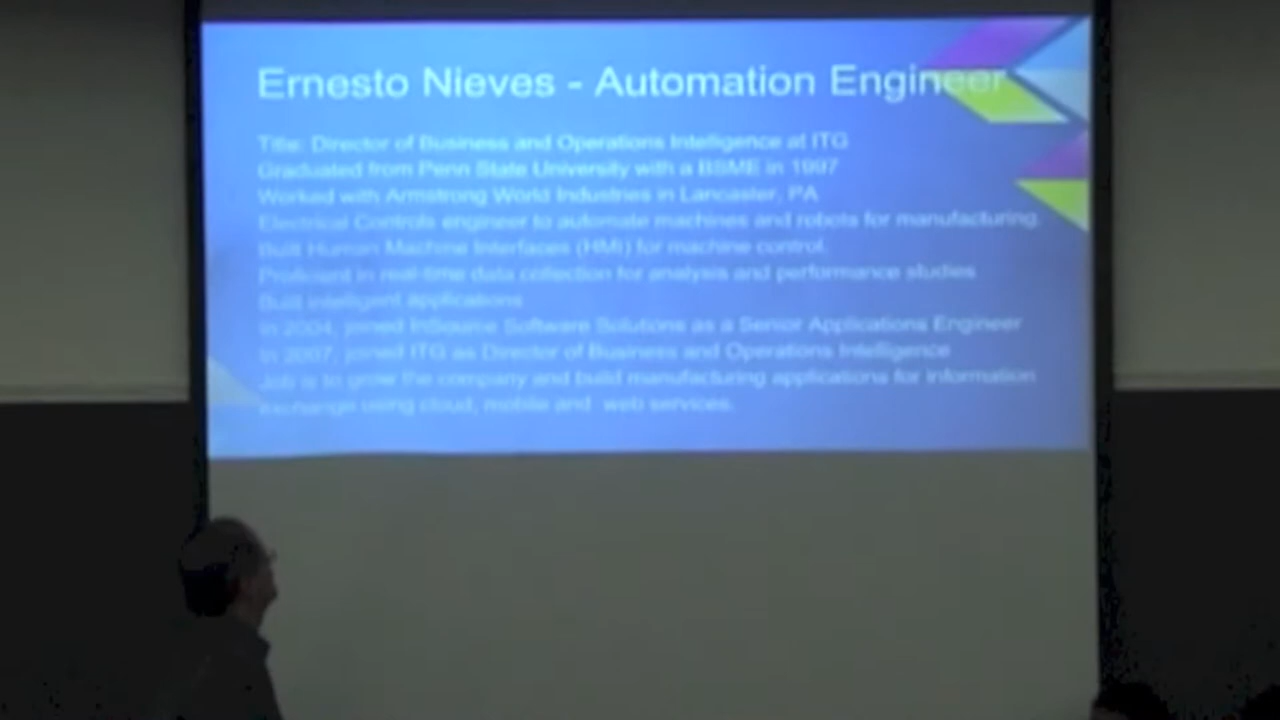 Ernesto Nieves - Automation Engineer
Title: Director of Business and Operations Intelligence at ITG
Graduated from Penn State University with a BSME in 1997
Worked with Armstrong World Industries in Lancaster, PA
Electrical Controls engineer to automate machines and robots for manufacturing.
Built Human Machine Interfaces (HMI) for machine control.
Proficient in real-time data collection for analysis and performance studies
Built intelligent applications
In 2004, joined InSource Software Solutions as a Senior Applications Engineer
In 2007, joined ITG as Director of Business and Operations Intelligence
Job is to grow the company and build manufacturing applications for information
exchange using cloud, mobile and web services.